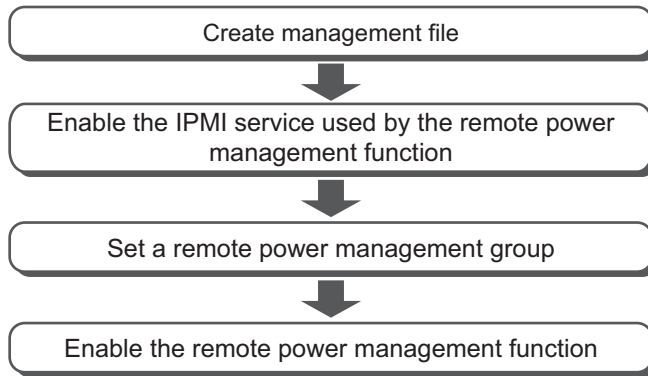 Create management file
Enable the IPMI service used by the remote power
management function
Set a remote power management group
Enable the remote power management function